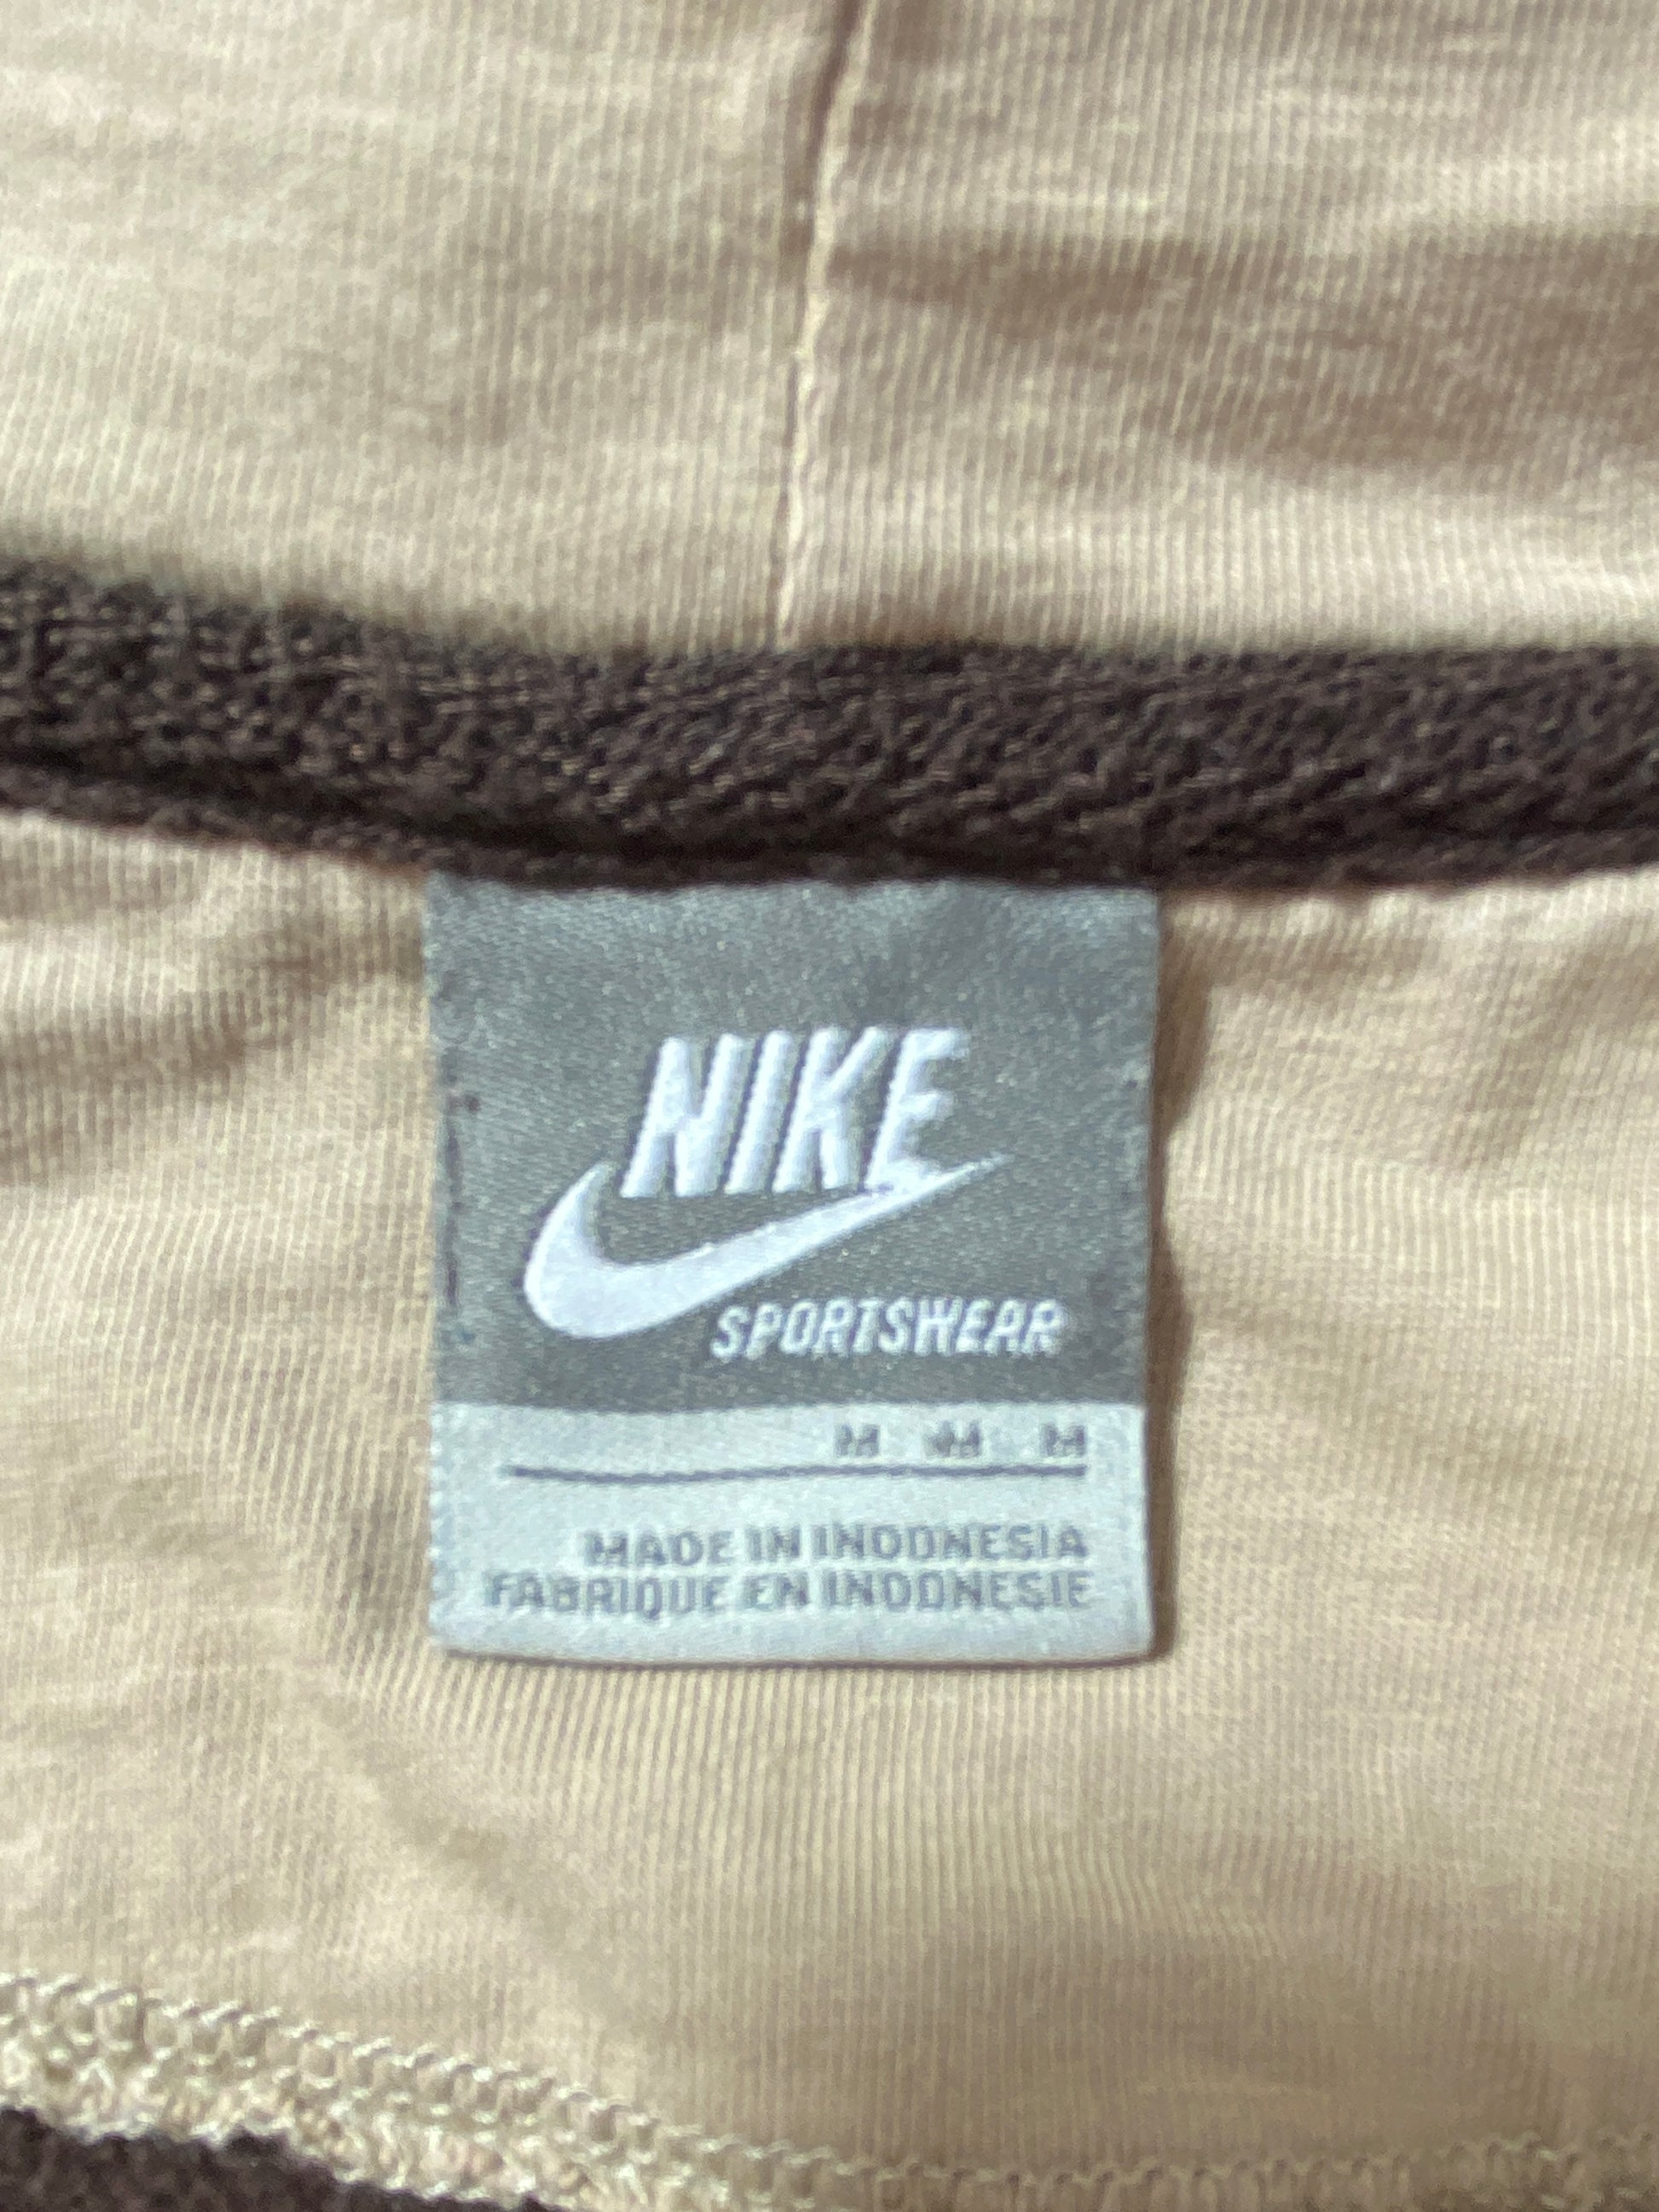 NIKE
SPORTSWEAR
M M M
MADE IN INDONESIA
FABRIQUE EN INDONESIE